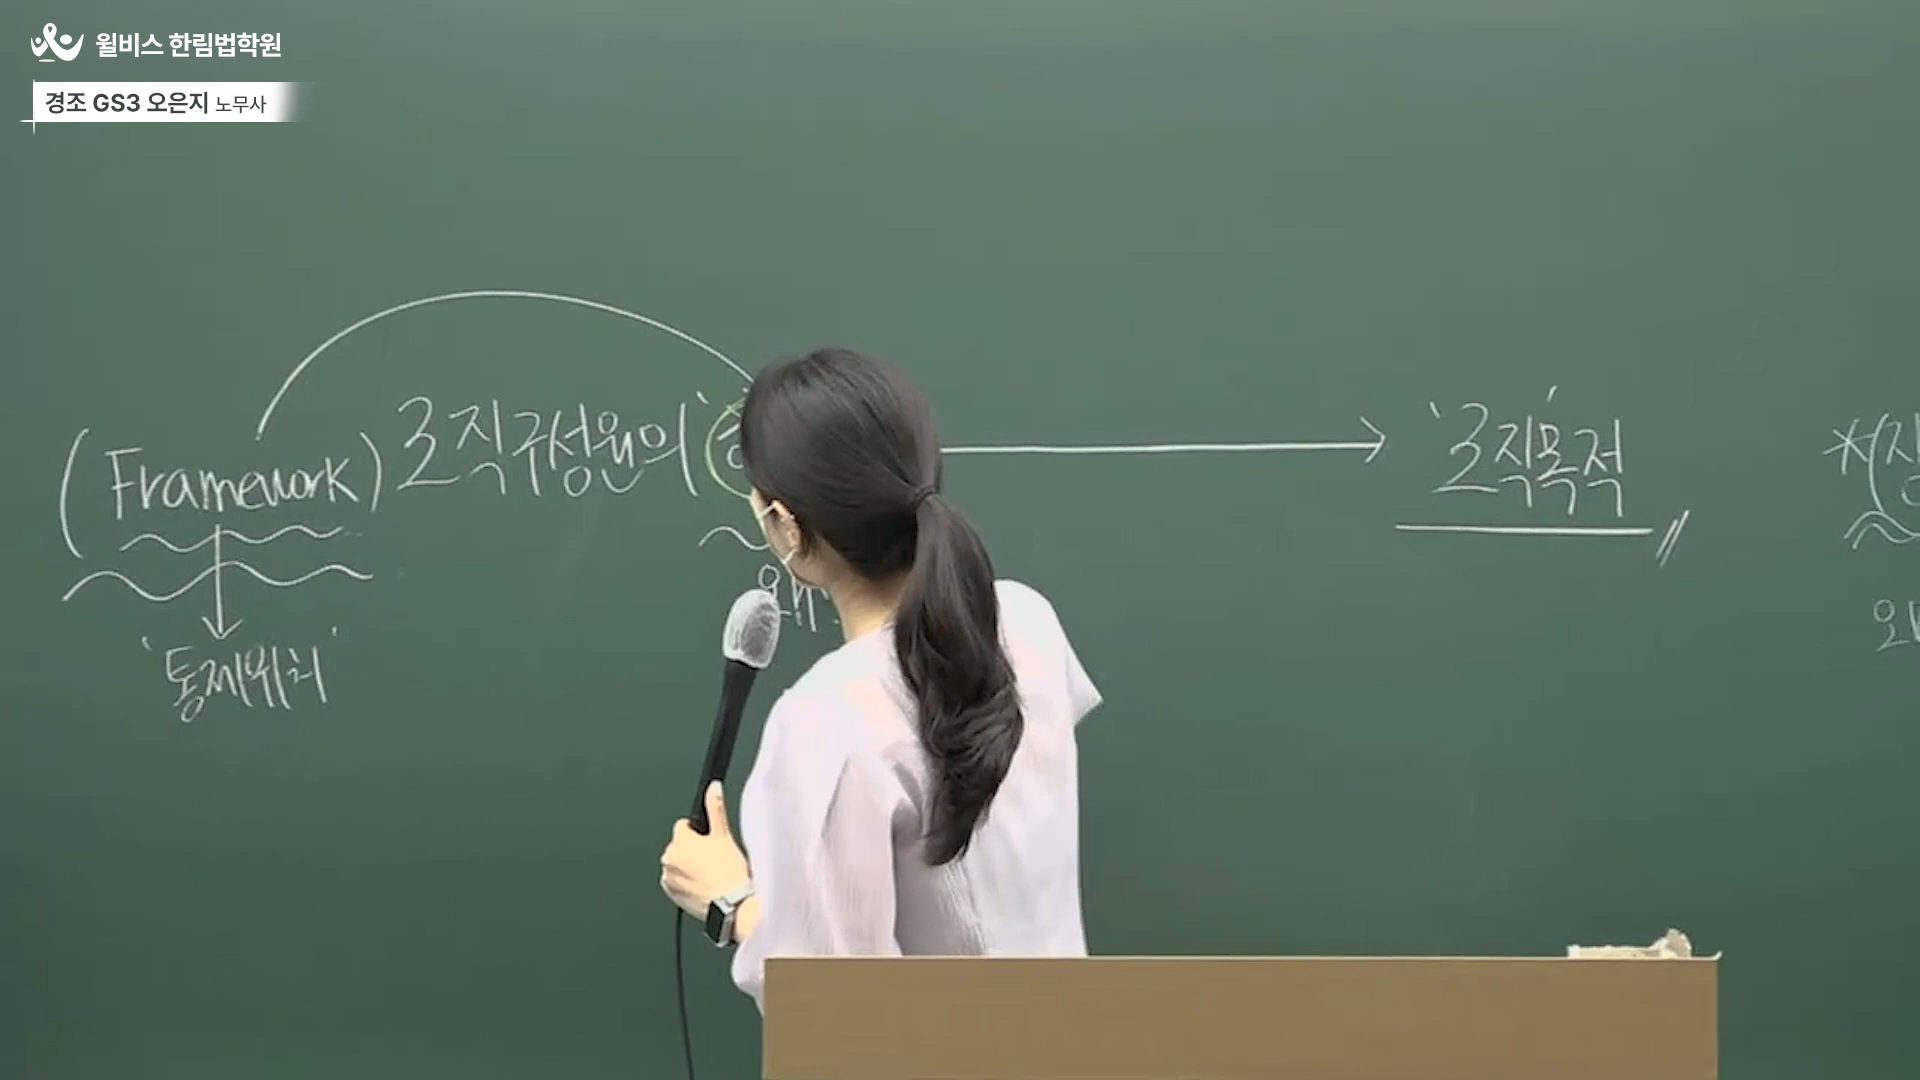 윌비스 한림법학원
경조 GS3 오은지 노무사
(Framework) 조직구성원의 '
'조직목적'
왜?
'통제위치'